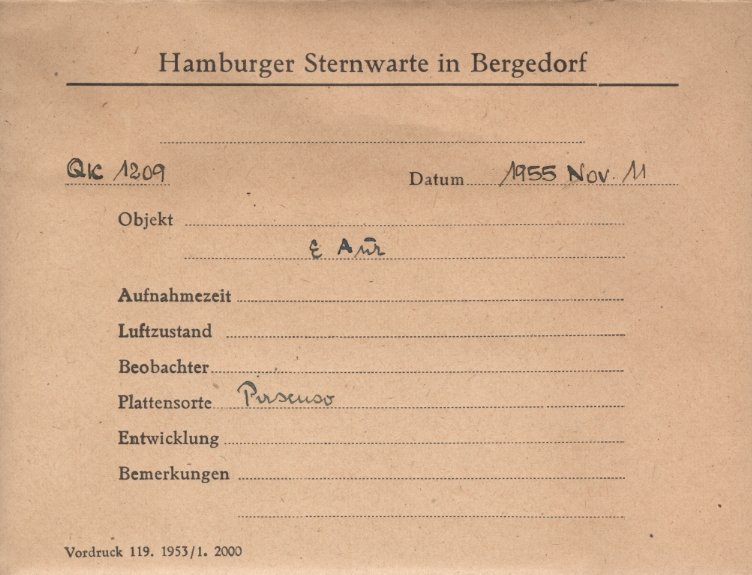 Hamburger Sternwarte in Bergedorf
QK 1209 Datum 1955 Nov. 11
Objekt
ε Aur
Aufnahmezeit
Luftzustand
Beobachter
Plattensorte Perseuso
Entwicklung
Bemerkungen
Vordruck 119. 1953/1. 2000